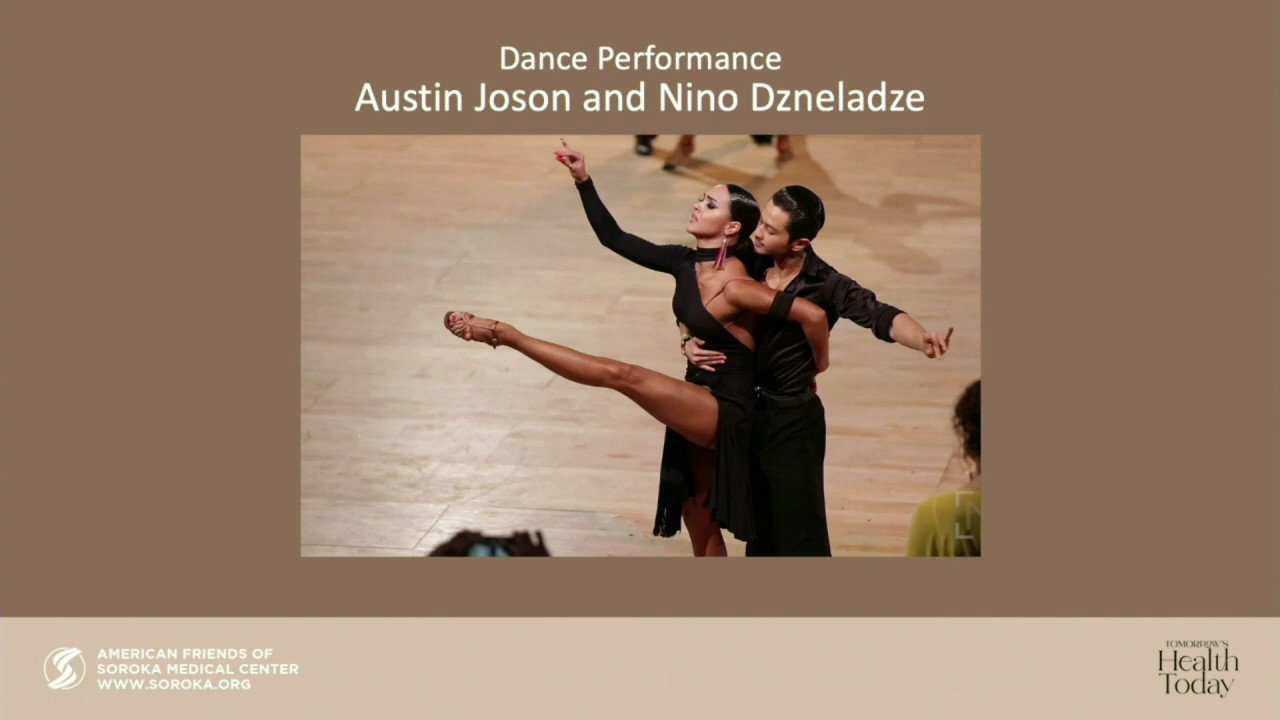 Dance Performance
Austin Joson and Nino Dzneladze
AMERICAN FRIENDS OF
SOROKA MEDICAL CENTER
WWW.SOROKA.ORG
TOMORROW'S
Health
Today